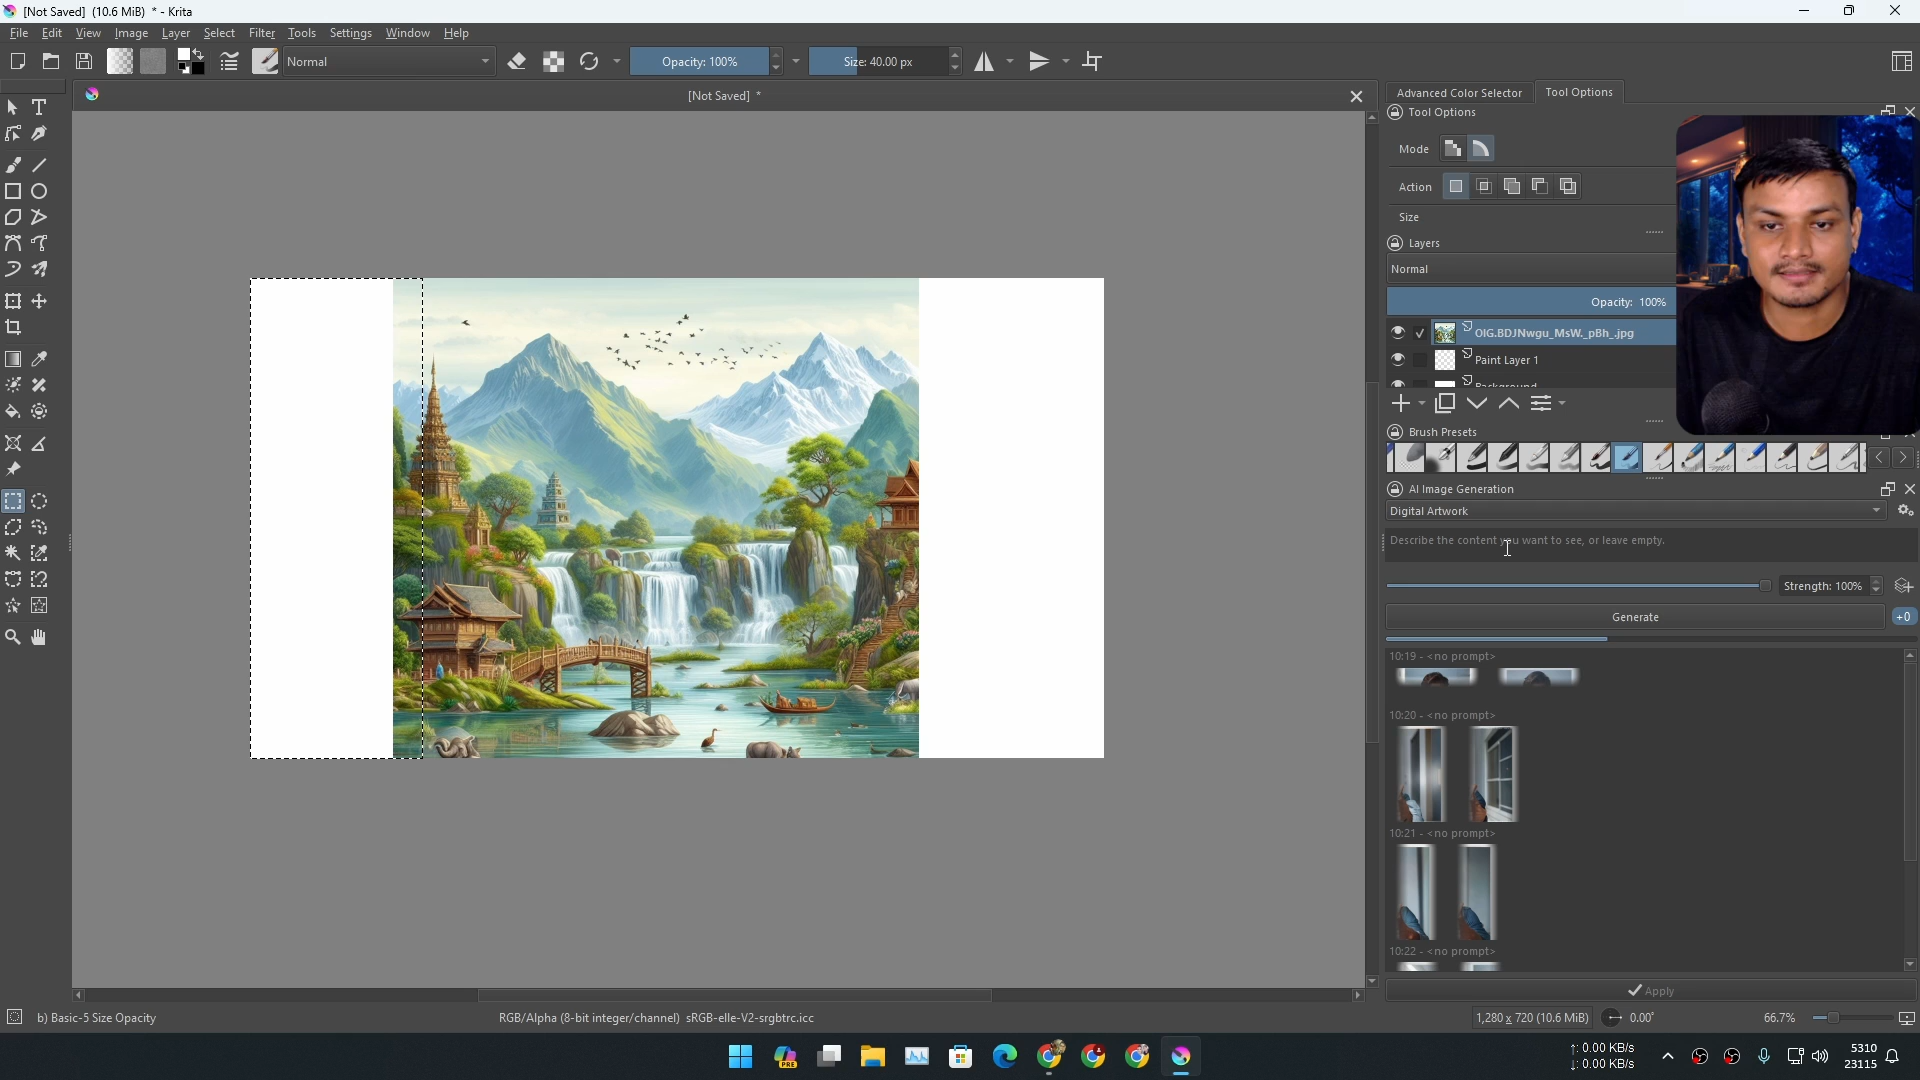 [Not Saved] (10.6 MiB) * - Krita
File Edit View Image Layer Select Filter Tools Settings Window Help
Normal
Opacity: 100%
Size: 40.00 px
[Not Saved] *
Advanced Color Selector
Tool Options
Tool Options
Mode
Action
Size
Layers
Normal
Opacity: 100%
OIG.BDJNwgu_MsW._pBh_.jpg
Paint Layer 1
Background
Brush Presets
AI Image Generation
Digital Artwork
Describe the content you want to see, or leave empty.
Strength: 100%
Generate
+0
10:19 - <no prompt>
10:20 - <no prompt>
10:21 - <no prompt>
10:22 - <no prompt>
Apply
b) Basic-5 Size Opacity
RGB/Alpha (8-bit integer/channel) sRGB-elle-V2-srgbtrc.icc
1,280 x 720 (10.6 MiB)
0.00°
66.7%
PRE
↑: 0.00 KB/s
↓: 0.00 KB/s
5310
23115